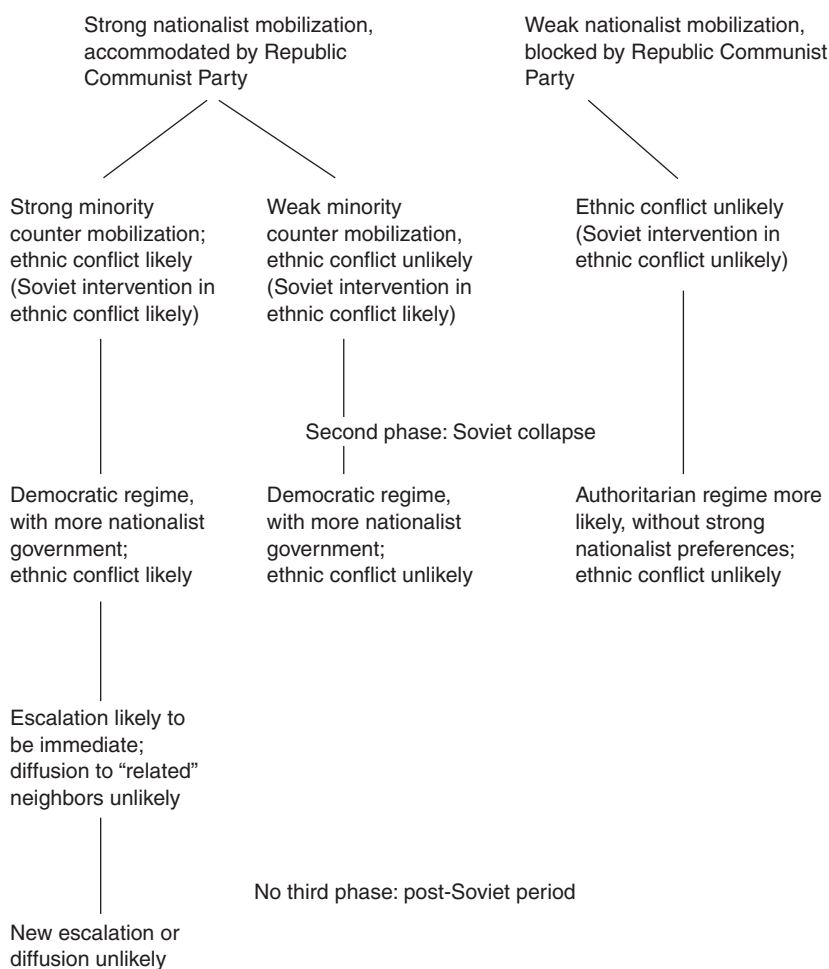 Strong nationalist mobilization,
accommodated by Republic
Communist Party
Weak nationalist mobilization,
blocked by Republic Communist
Party
Strong minority
counter mobilization;
ethnic conflict likely
(Soviet intervention in
ethnic conflict likely)
Weak minority
counter mobilization,
ethnic conflict unlikely
(Soviet intervention in
ethnic conflict likely)
Ethnic conflict unlikely
(Soviet intervention in
ethnic conflict unlikely)
Second phase: Soviet collapse
Democratic regime,
with more nationalist
government;
ethnic conflict likely
Democratic regime,
with more nationalist
government;
ethnic conflict unlikely
Authoritarian regime more
likely, without strong
nationalist preferences;
ethnic conflict unlikely
Escalation likely to
be immediate;
diffusion to “related”
neighbors unlikely
No third phase: post-Soviet period
New escalation or
diffusion unlikely